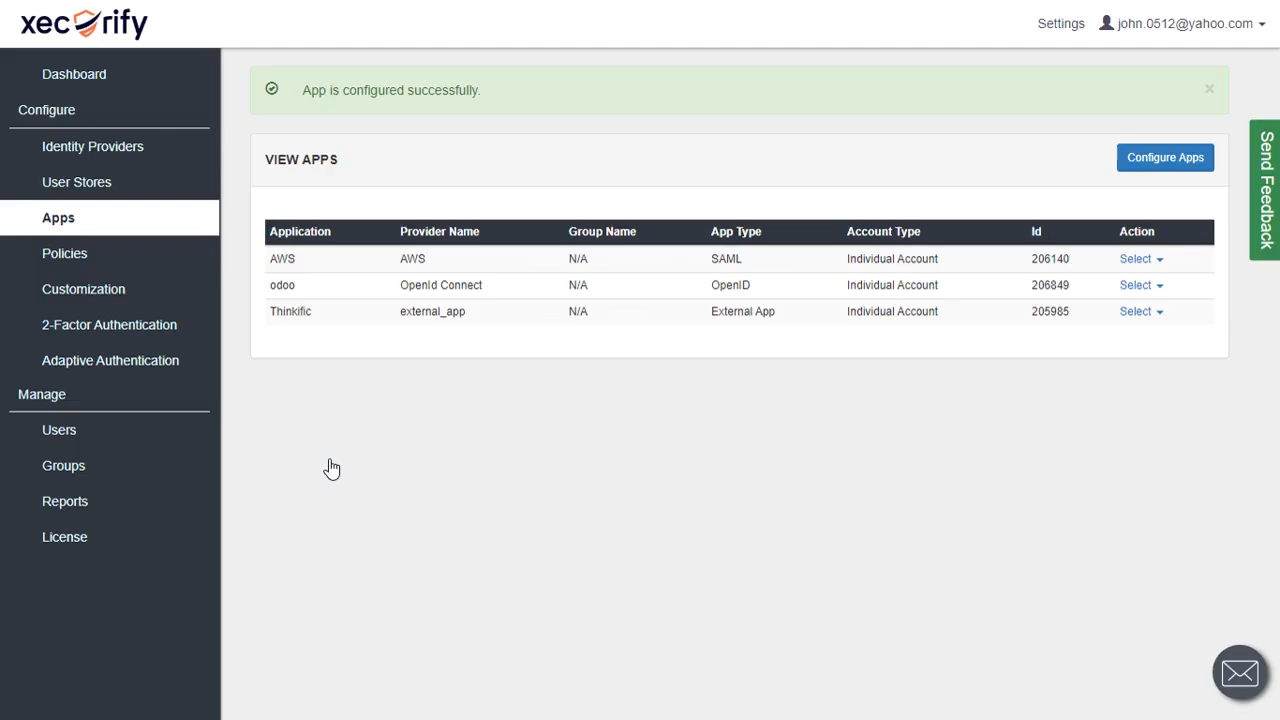 xecurify
Settings john.0512@yahoo.com
Dashboard
Configure
Identity Providers
User Stores
Apps
Policies
Customization
2-Factor Authentication
Adaptive Authentication
Manage
Users
Groups
Reports
License
App is configured successfully. ×
VIEW APPS Configure Apps
Application Provider Name Group Name App Type Account Type Id Action
AWS AWS N/A SAML Individual Account 206140 Select
odoo OpenId Connect N/A OpenID Individual Account 206849 Select
Thinkific external_app N/A External App Individual Account 205985 Select
Send Feedback